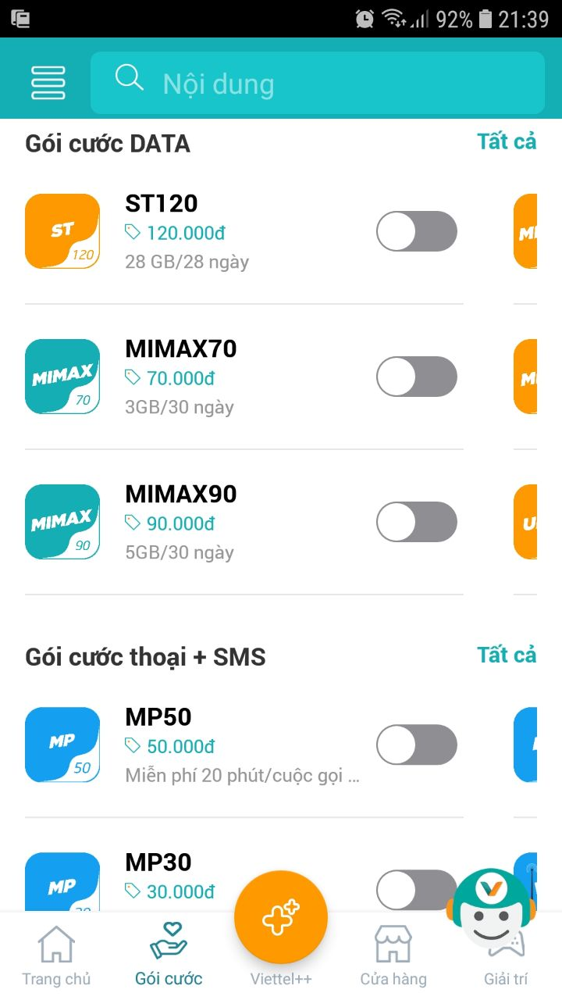 92% 21:39
Nội dung
Gói cước DATA Tất cả
ST 120
ST120
120.000đ
28 GB/28 ngày
MIMAX 70
MIMAX70
70.000đ
3GB/30 ngày
MIMAX 90
MIMAX90
90.000đ
5GB/30 ngày
Gói cước thoại + SMS Tất cả
MP 50
MP50
50.000đ
Miễn phí 20 phút/cuộc gọi ...
MP
MP30
30.000đ
Trang chủ Gói cước Viettel++ Cửa hàng Giải trí